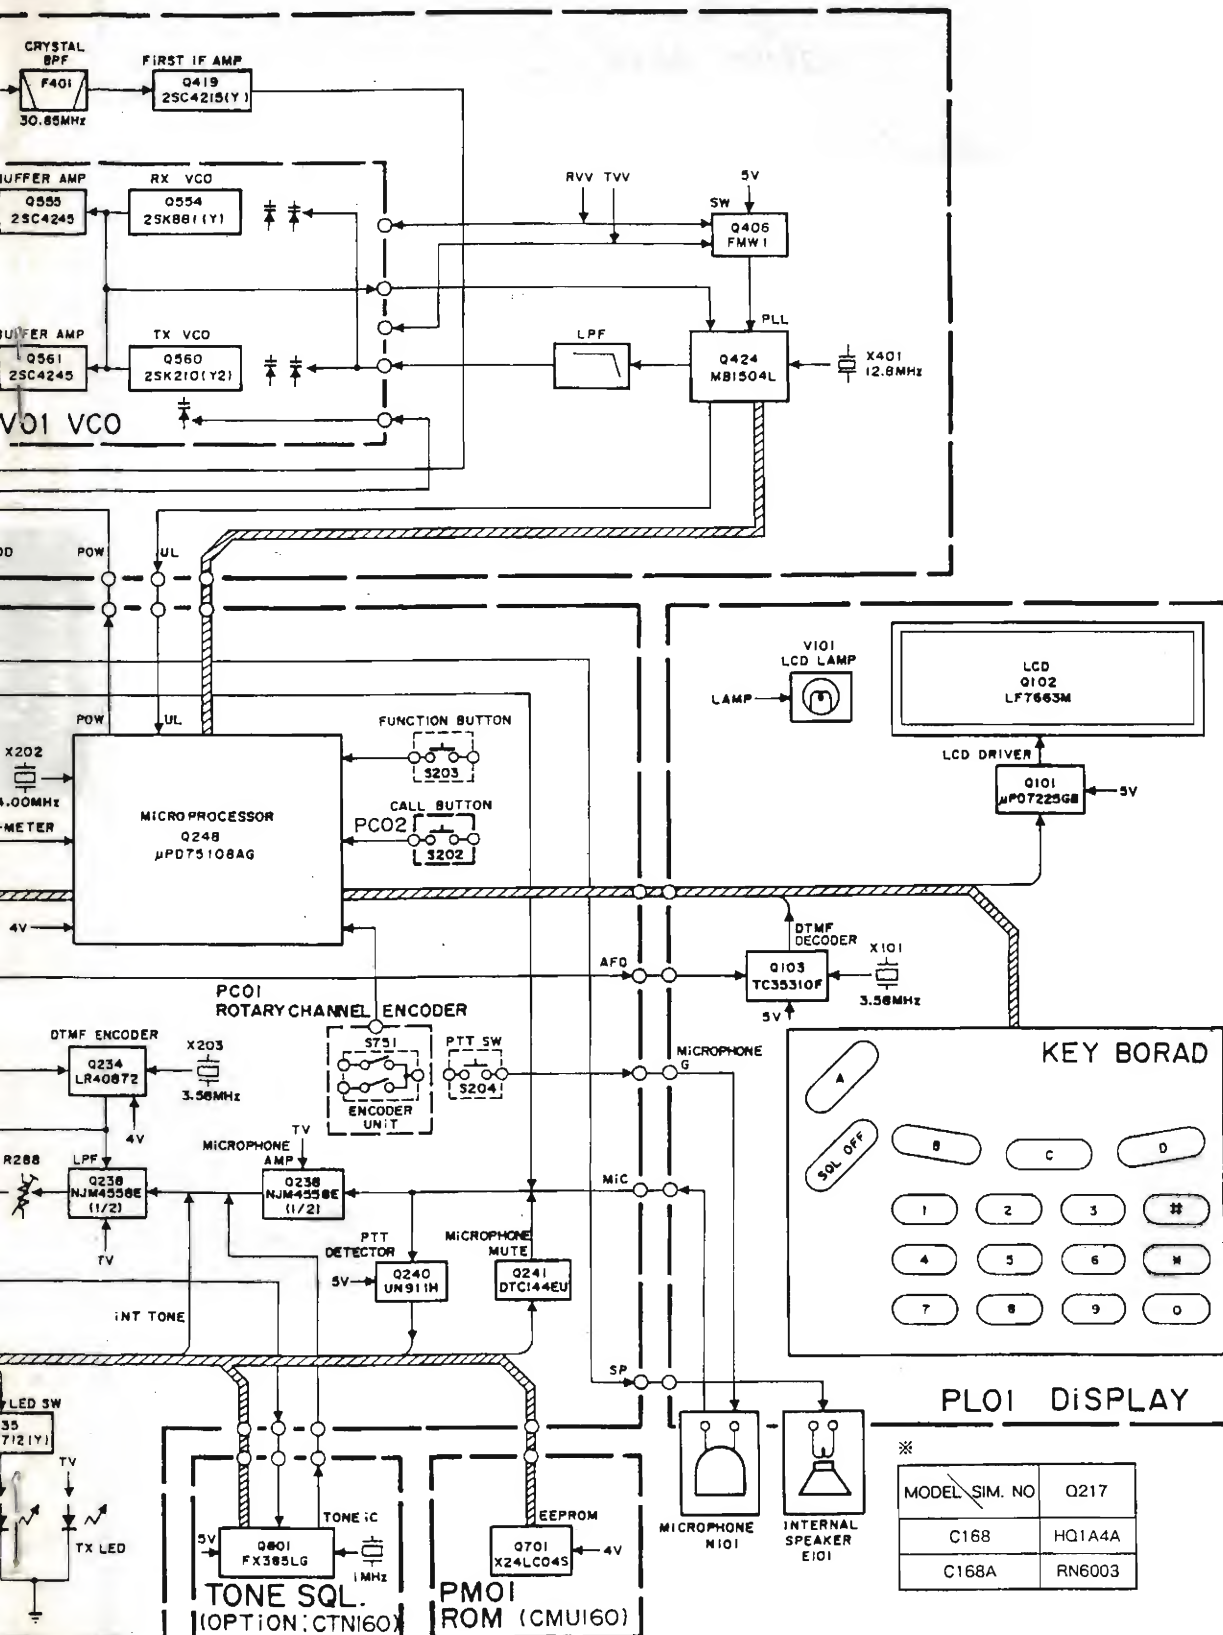 CRYSTAL
BPF
F401
30.85MHz
FIRST IF AMP
Q419
2SC4215(Y)
BUFFER AMP
Q555
2SC4245
RX VCO
Q554
2SK881(Y)
RVV TVV
5V
SW
Q406
FMW1
BUFFER AMP
Q561
2SC4245
TX VCO
Q560
2SK210(Y2)
LPF
PLL
Q424
MB1504L
X401
12.8MHz
V01 VCO
POW
UL
V101
LCD LAMP
LAMP
LCD
Q102
LF7663M
LCD DRIVER
Q101
µPD7225GB
5V
POW
UL
X202
4.00MHz
-METER
4V
MiCROPROCESSOR
Q248
µPD75108AG
FUNCTION BUTTON
S203
CALL BUTTON
PC02
S202
DTMF
DECODER
Q103
TC35310F
X101
3.58MHz
5V
AFO
PC01
ROTARY CHANNEL ENCODER
S751
ENCODER
UNiT
PTT SW
S204
DTMF ENCODER
Q234
LR40872
X203
3.58MHz
4V
MiCROPHONE
G
KEY BORAD
A
SQL OFF
B
C
D
1
2
3
#
4
5
6
*
7
8
9
0
R288
LPF
Q238
NJM4558E
(1/2)
TV
MiCROPHONE
AMP
TV
Q238
NJM4558E
(1/2)
MiC
PTT
DETECTOR
5V
Q240
UN911H
MiCROPHONE
MUTE
Q241
DTC144EU
iNT TONE
SP
PL01 DiSPLAY
LED SW
35
712(Y)
TV
TX LED
TONE iC
5V
Q801
FX365LG
1MHz
TONE SQL.
(OPTiON:CTN160)
EEPROM
Q701
X24LC04S
4V
PM01
ROM (CMU160)
MiCROPHONE
N101
iNTERNAL
SPEAKER
E101
※
MODEL SIM. NO Q217
C168 HQ1A4A
C168A RN6003